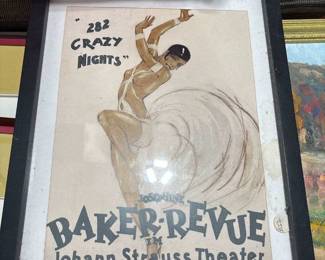 "282
CRAZY
NIGHTS"
JOSEPHINE
BAKER-REVUE
IM
Johann Strauss Theater